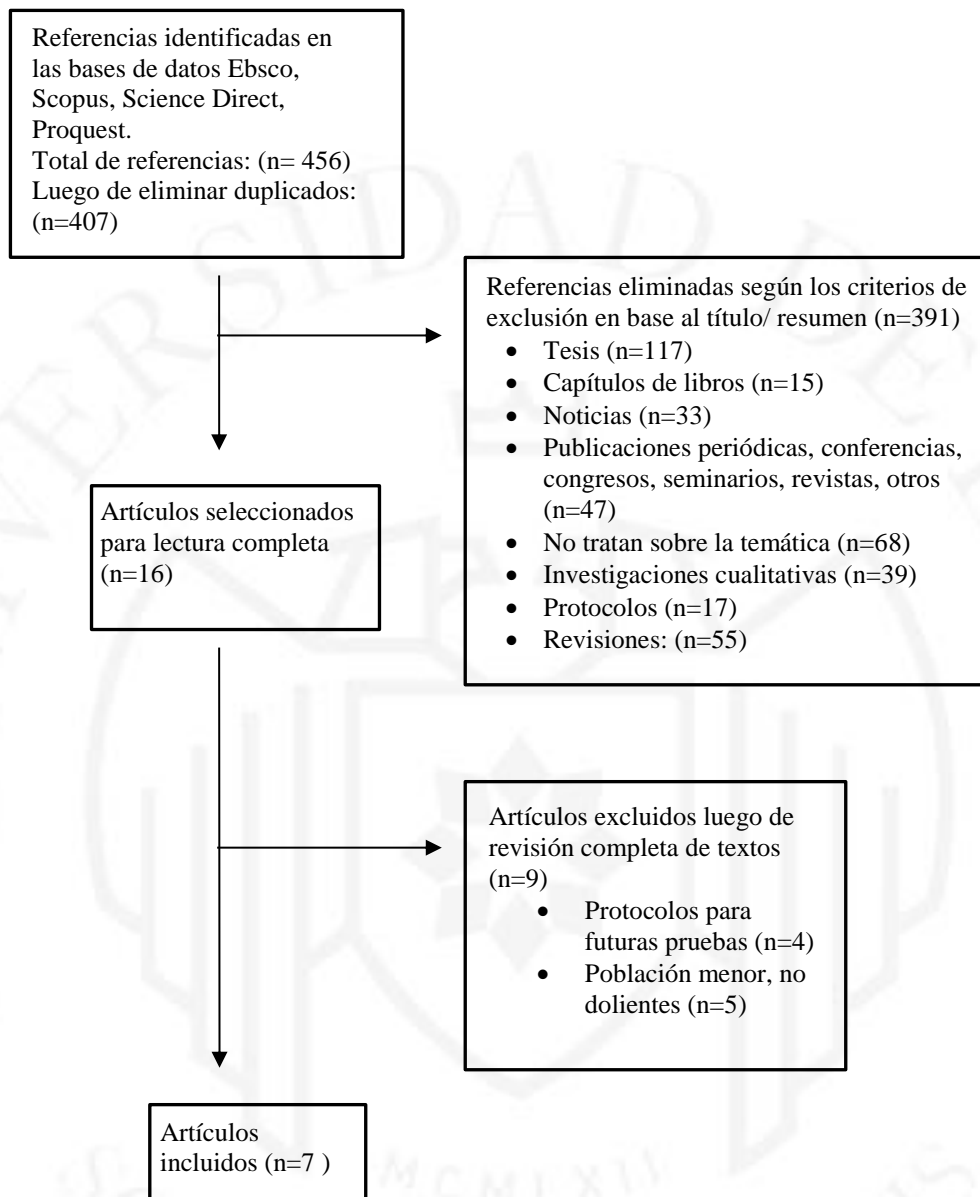 Referencias identificadas en
las bases de datos Ebsco,
Scopus, Science Direct,
Proquest.
Total de referencias: (n= 456)
Luego de eliminar duplicados:
(n=407)
Referencias eliminadas según los criterios de
exclusión en base al título/ resumen (n=391)
• Tesis (n=117)
• Capítulos de libros (n=15)
• Noticias (n=33)
• Publicaciones periódicas, conferencias,
congresos, seminarios, revistas, otros
(n=47)
• No tratan sobre la temática (n=68)
• Investigaciones cualitativas (n=39)
• Protocolos (n=17)
• Revisiones: (n=55)
Artículos seleccionados
para lectura completa
(n=16)
Artículos excluidos luego de
revisión completa de textos
(n=9)
• Protocolos para
futuras pruebas (n=4)
• Población menor, no
dolientes (n=5)
Artículos
incluidos (n=7 )
VERSIDAD DE
MCMLXII